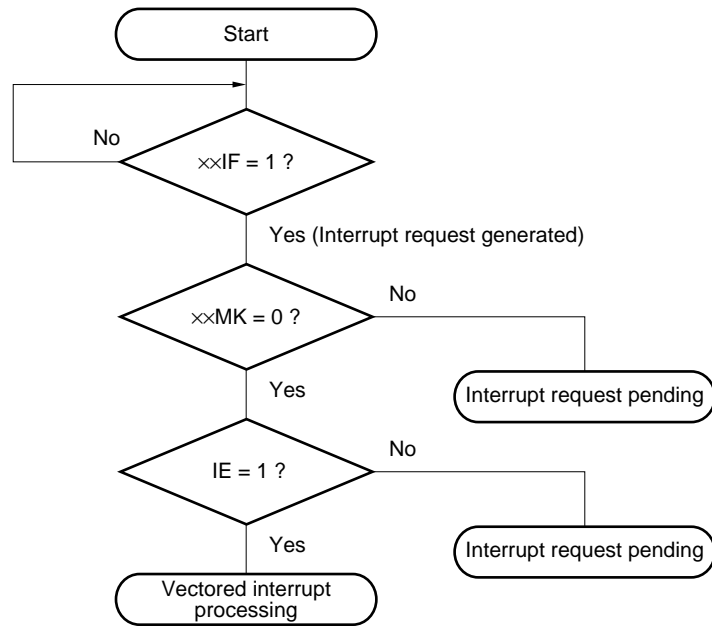 Start
No
××IF = 1 ?
Yes (Interrupt request generated)
No
××MK = 0 ?
Interrupt request pending
Yes
No
IE = 1 ?
Interrupt request pending
Yes
Vectored interrupt
processing